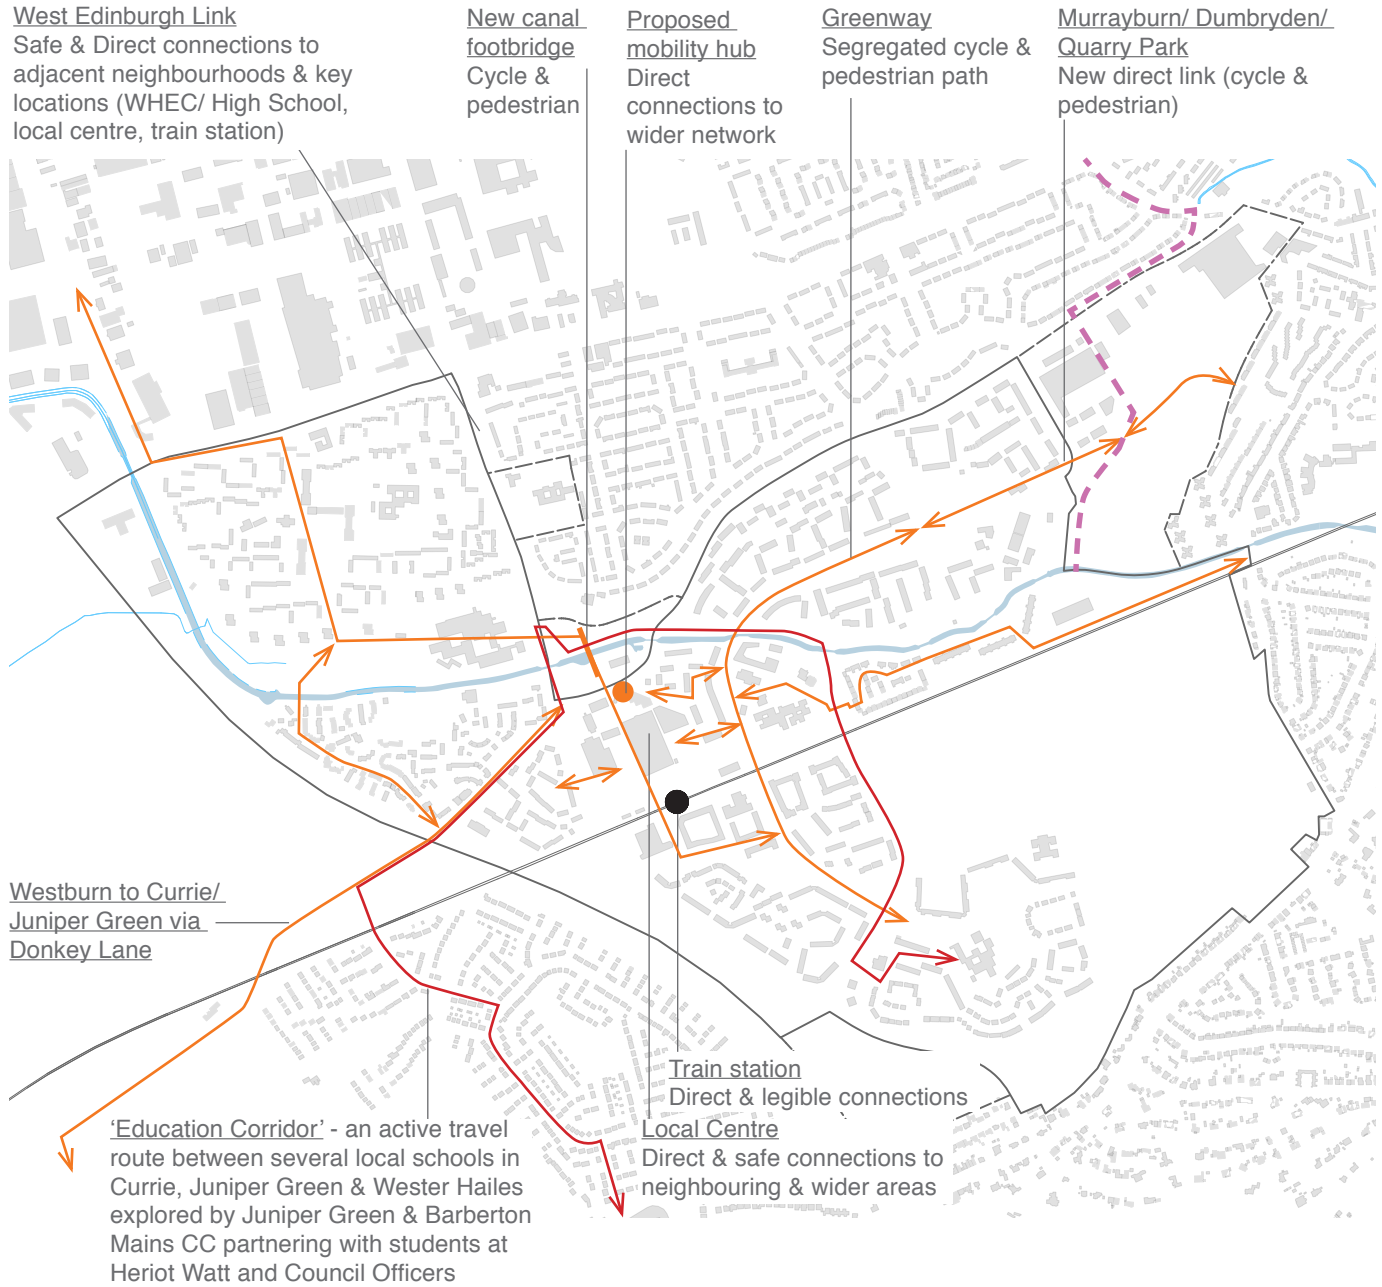 West Edinburgh Link
Safe & Direct connections to
adjacent neighbourhoods & key
locations (WHEC/ High School,
local centre, train station)
New canal
footbridge
Cycle &
pedestrian
Proposed
mobility hub
Direct
connections to
wider network
Greenway
Segregated cycle &
pedestrian path
Murrayburn/ Dumbryden/
Quarry Park
New direct link (cycle &
pedestrian)
Westburn to Currie/
Juniper Green via
Donkey Lane
Train station
Direct & legible connections
Local Centre
Direct & safe connections to
neighbouring & wider areas
‘Education Corridor’ - an active travel
route between several local schools in
Currie, Juniper Green & Wester Hailes
explored by Juniper Green & Barberton
Mains CC partnering with students at
Heriot Watt and Council Officers